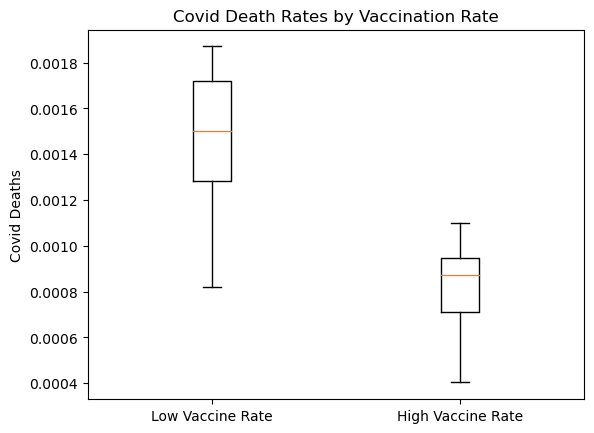 Covid Death Rates by Vaccination Rate
0.0018
0.0016
0.0014
0.0012
0.0010
0.0008
0.0006
0.0004
Covid Deaths
Low Vaccine Rate
High Vaccine Rate